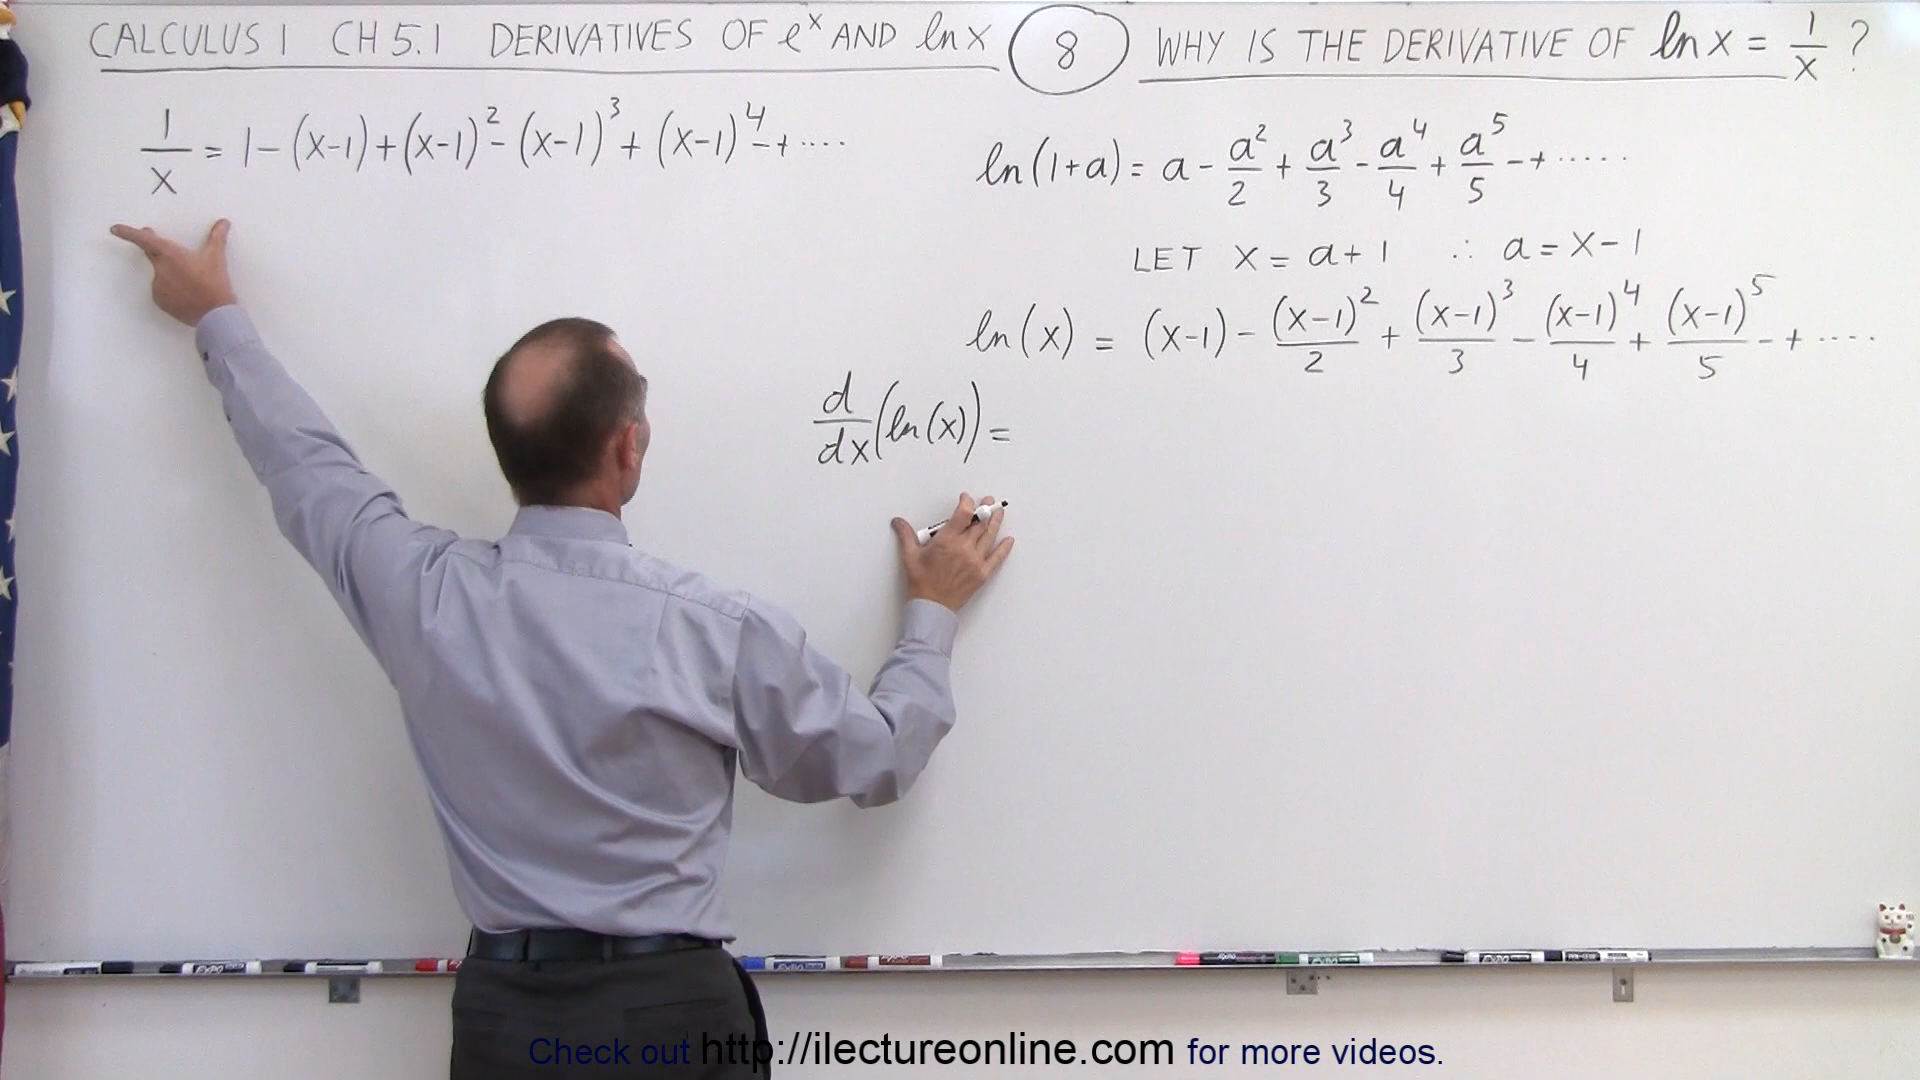 CALCULUS 1 CH 5.1 DERIVATIVES OF e^x AND ln x 8 WHY IS THE DERIVATIVE OF ln x = 1/x ?
1/x = 1 - (x-1) + (x-1)^2 - (x-1)^3 + (x-1)^4 - + ....
ln(1+a) = a - a^2/2 + a^3/3 - a^4/4 + a^5/5 - + .....
LET x = a + 1 ∴ a = x - 1
ln(x) = (x-1) - (x-1)^2/2 + (x-1)^3/3 - (x-1)^4/4 + (x-1)^5/5 - + ....
d/dx (ln(x)) =
EXPO
Check out http://ilectureonline.com for more videos.